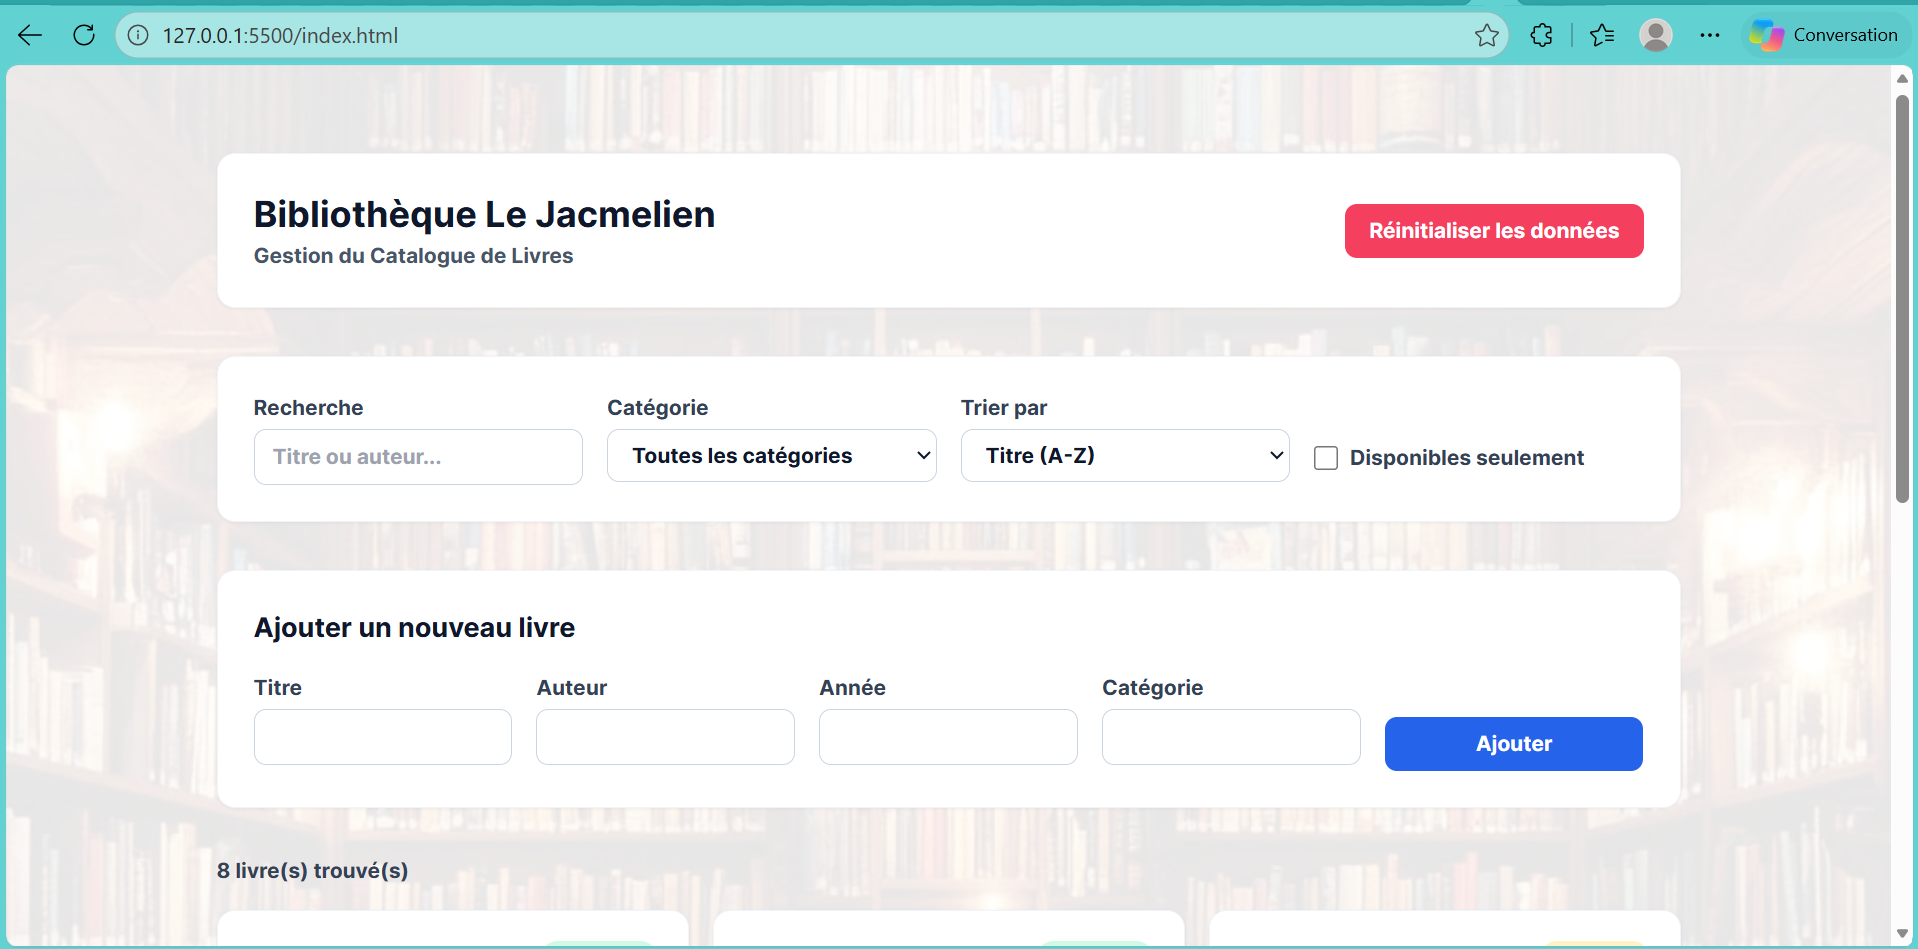 127.0.0.1:5500/index.html
Conversation
Bibliothèque Le Jacmelien
Gestion du Catalogue de Livres
Réinitialiser les données
Recherche
Catégorie
Trier par
Titre ou auteur...
Toutes les catégories
Titre (A-Z)
Disponibles seulement
Ajouter un nouveau livre
Titre
Auteur
Année
Catégorie
Ajouter
8 livre(s) trouvé(s)